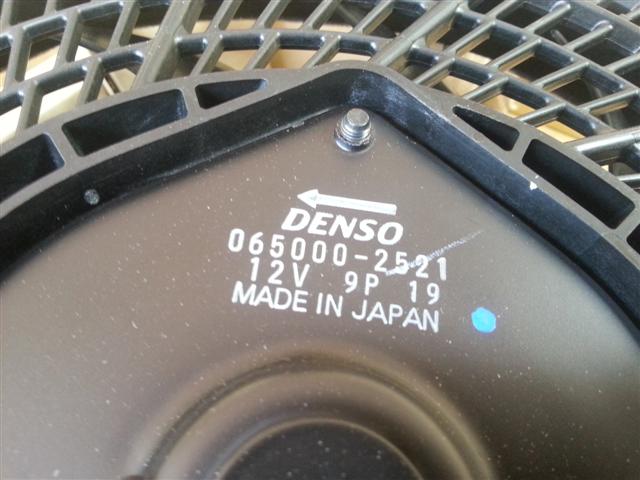 DENSO
065000-2521
12V 9P 19
MADE IN JAPAN